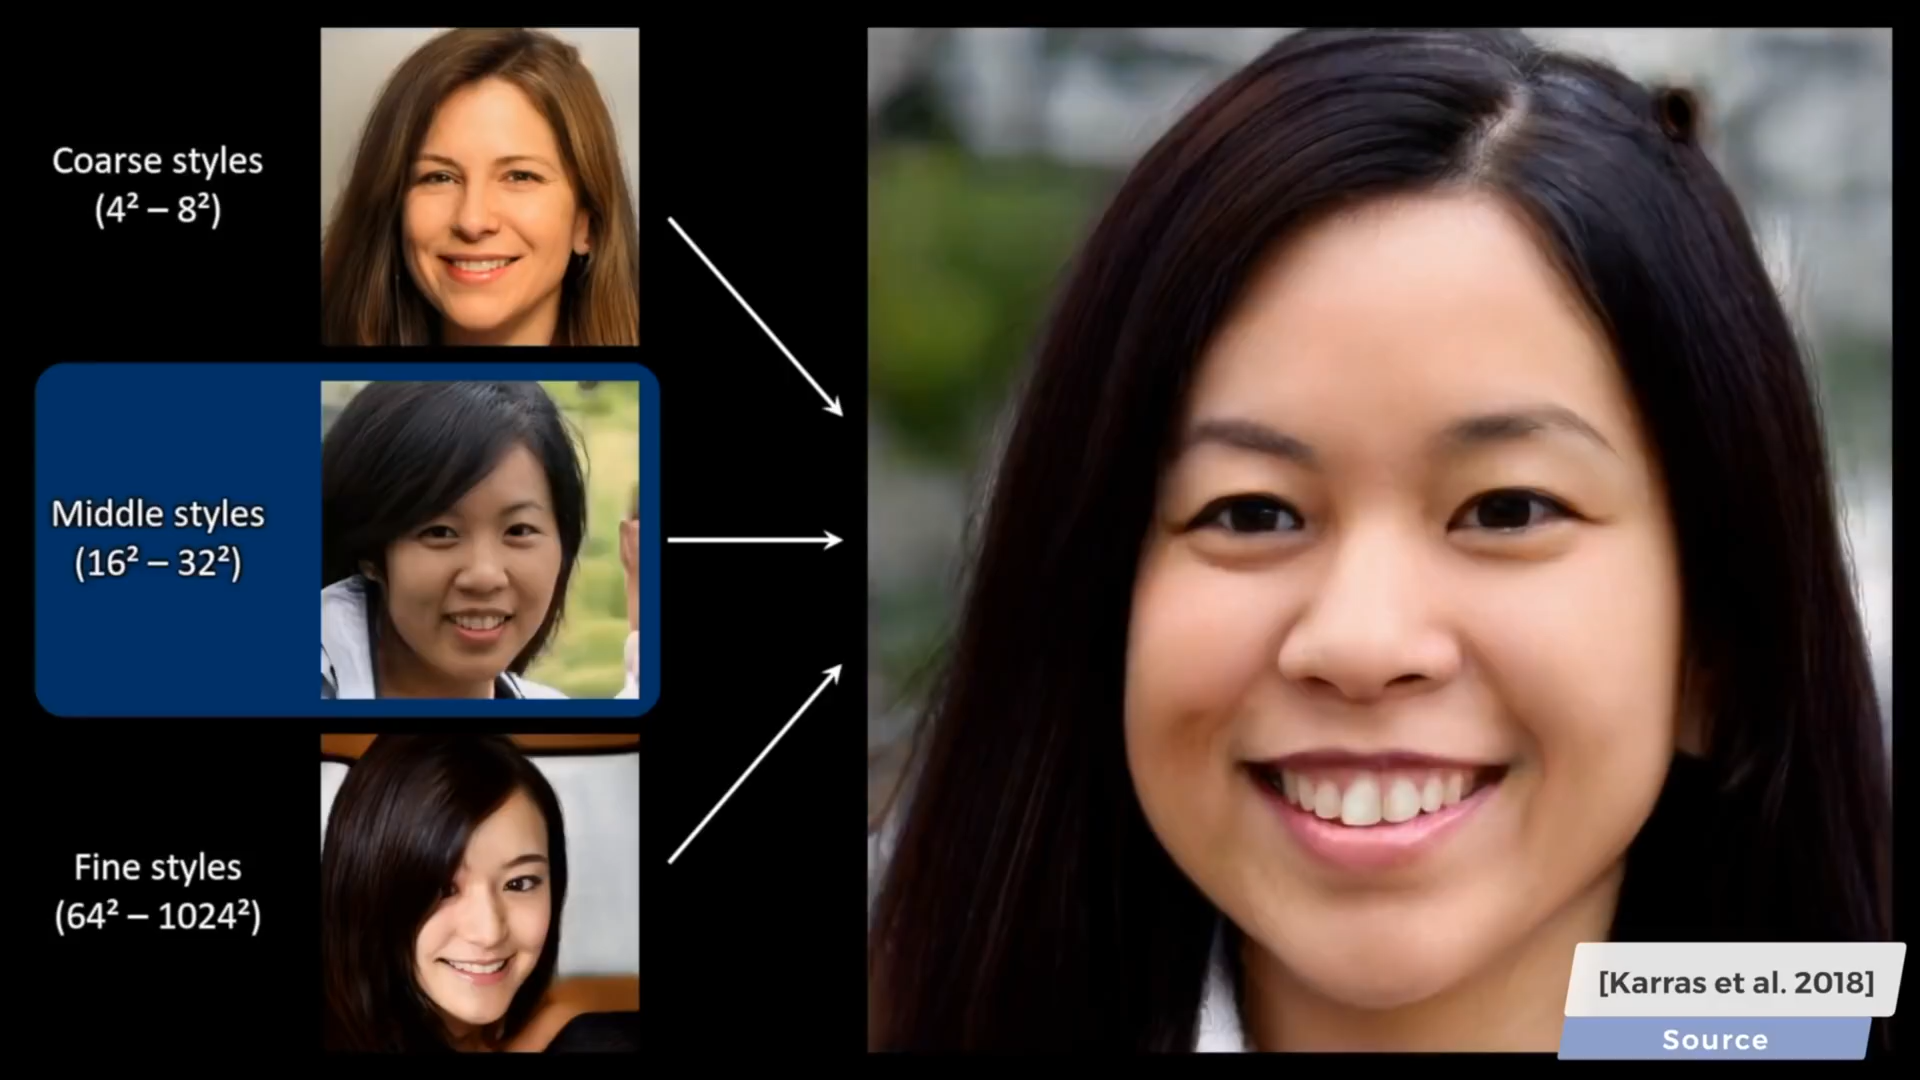 Coarse styles
(4² – 8²)
Middle styles
(16² – 32²)
Fine styles
(64² – 1024²)
[Karras et al. 2018]
Source